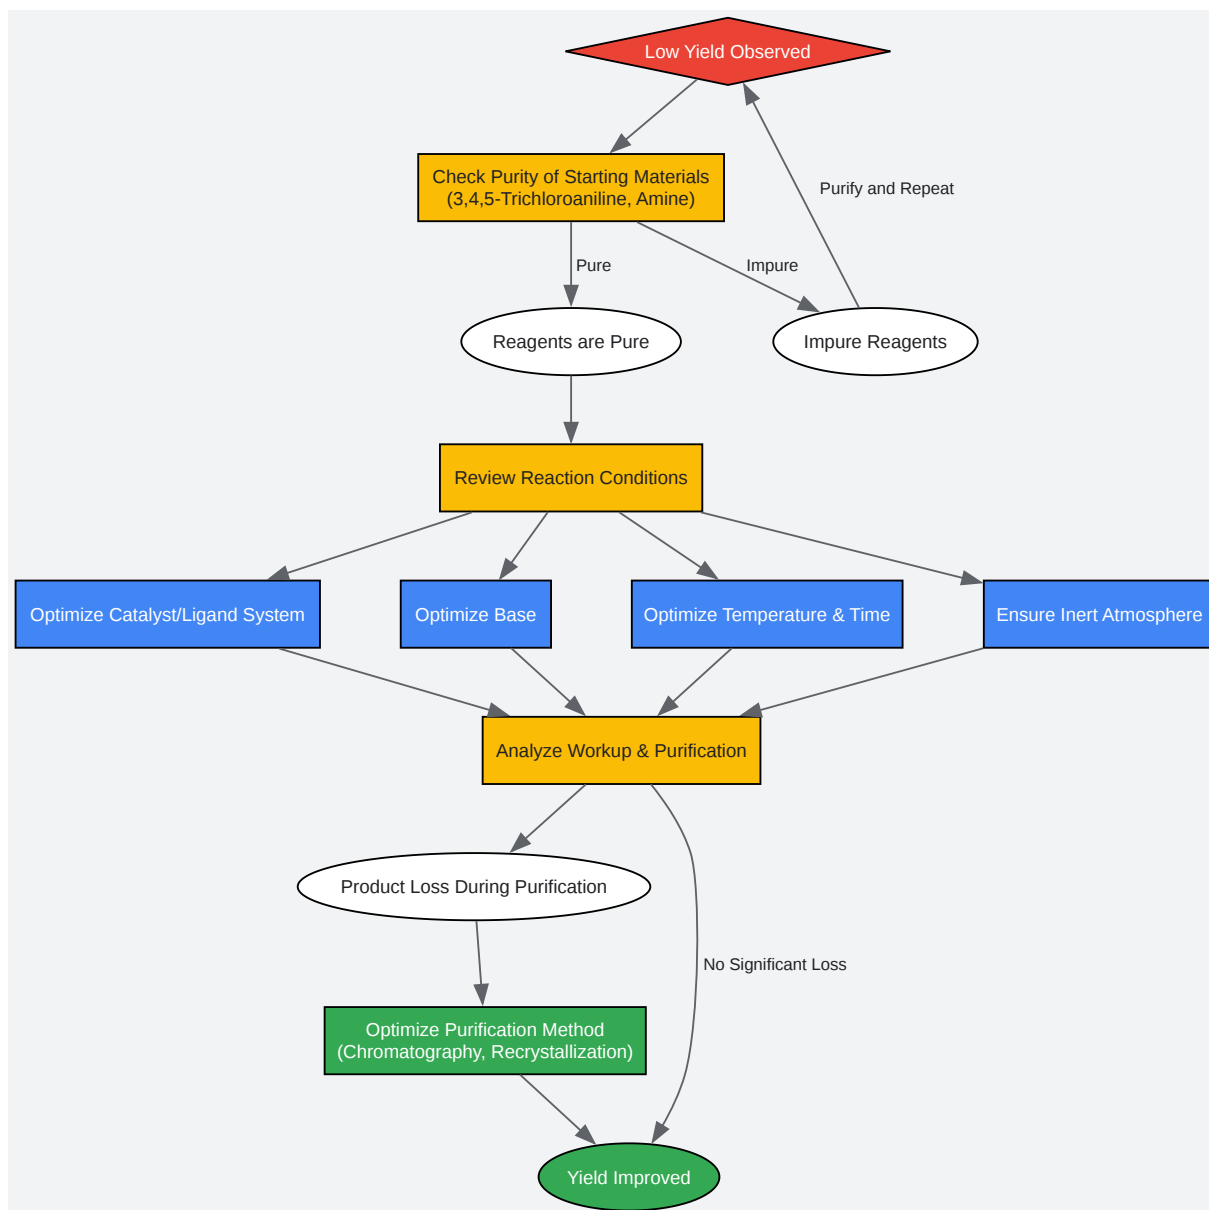 Low Yield Observed
Check Purity of Starting Materials
(3,4,5-Trichloroaniline, Amine)
Purify and Repeat
Pure
Impure
Reagents are Pure
Impure Reagents
Review Reaction Conditions
Optimize Catalyst/Ligand System
Optimize Base
Optimize Temperature & Time
Ensure Inert Atmosphere
Analyze Workup & Purification
Product Loss During Purification
No Significant Loss
Optimize Purification Method
(Chromatography, Recrystallization)
Yield Improved